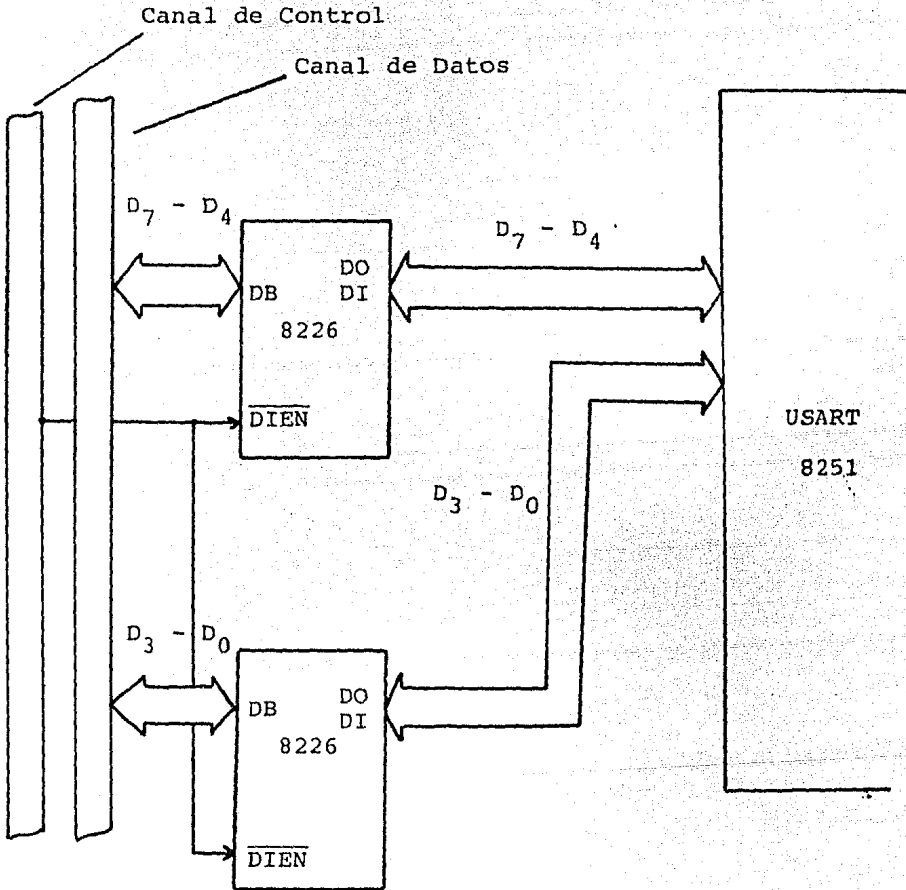 Canal de Control
Canal de Datos
D7 - D4
D7 - D4
DB
DO
DI
8226
DIEN
USART
8251
D3 - D0
D3 - D0
DB
DO
DI
8226
DIEN